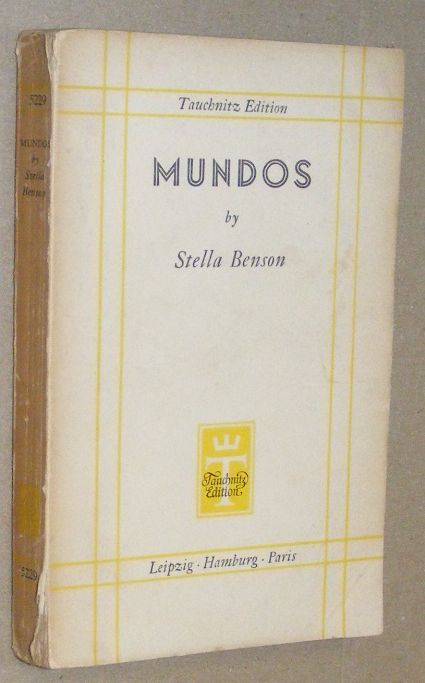 5229
MUNDOS
by
Stella
Benson
5229
Tauchnitz Edition
MUNDOS
by
Stella Benson
T
Tauchnitz
Edition
Leipzig · Hamburg · Paris